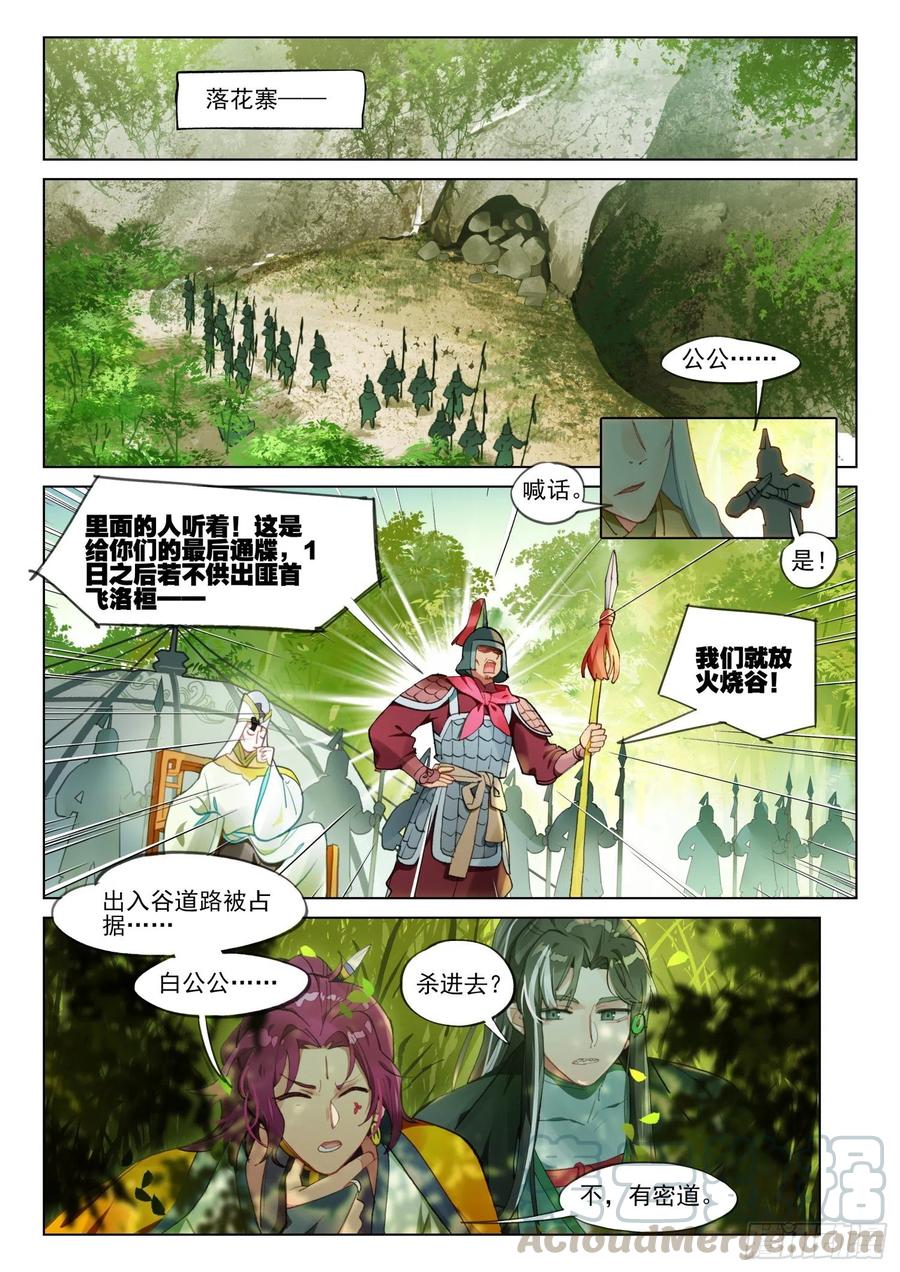 落花寨——
公公……
喊话。
是！
里面的人听着！这是
给你们的最后通牒，1
日之后若不供出匪首
飞洛桓——
我们就放
火烧谷！
出入谷道路被占
据……
白公公……
杀进去？
不，有密道。
AcloudMerge.com